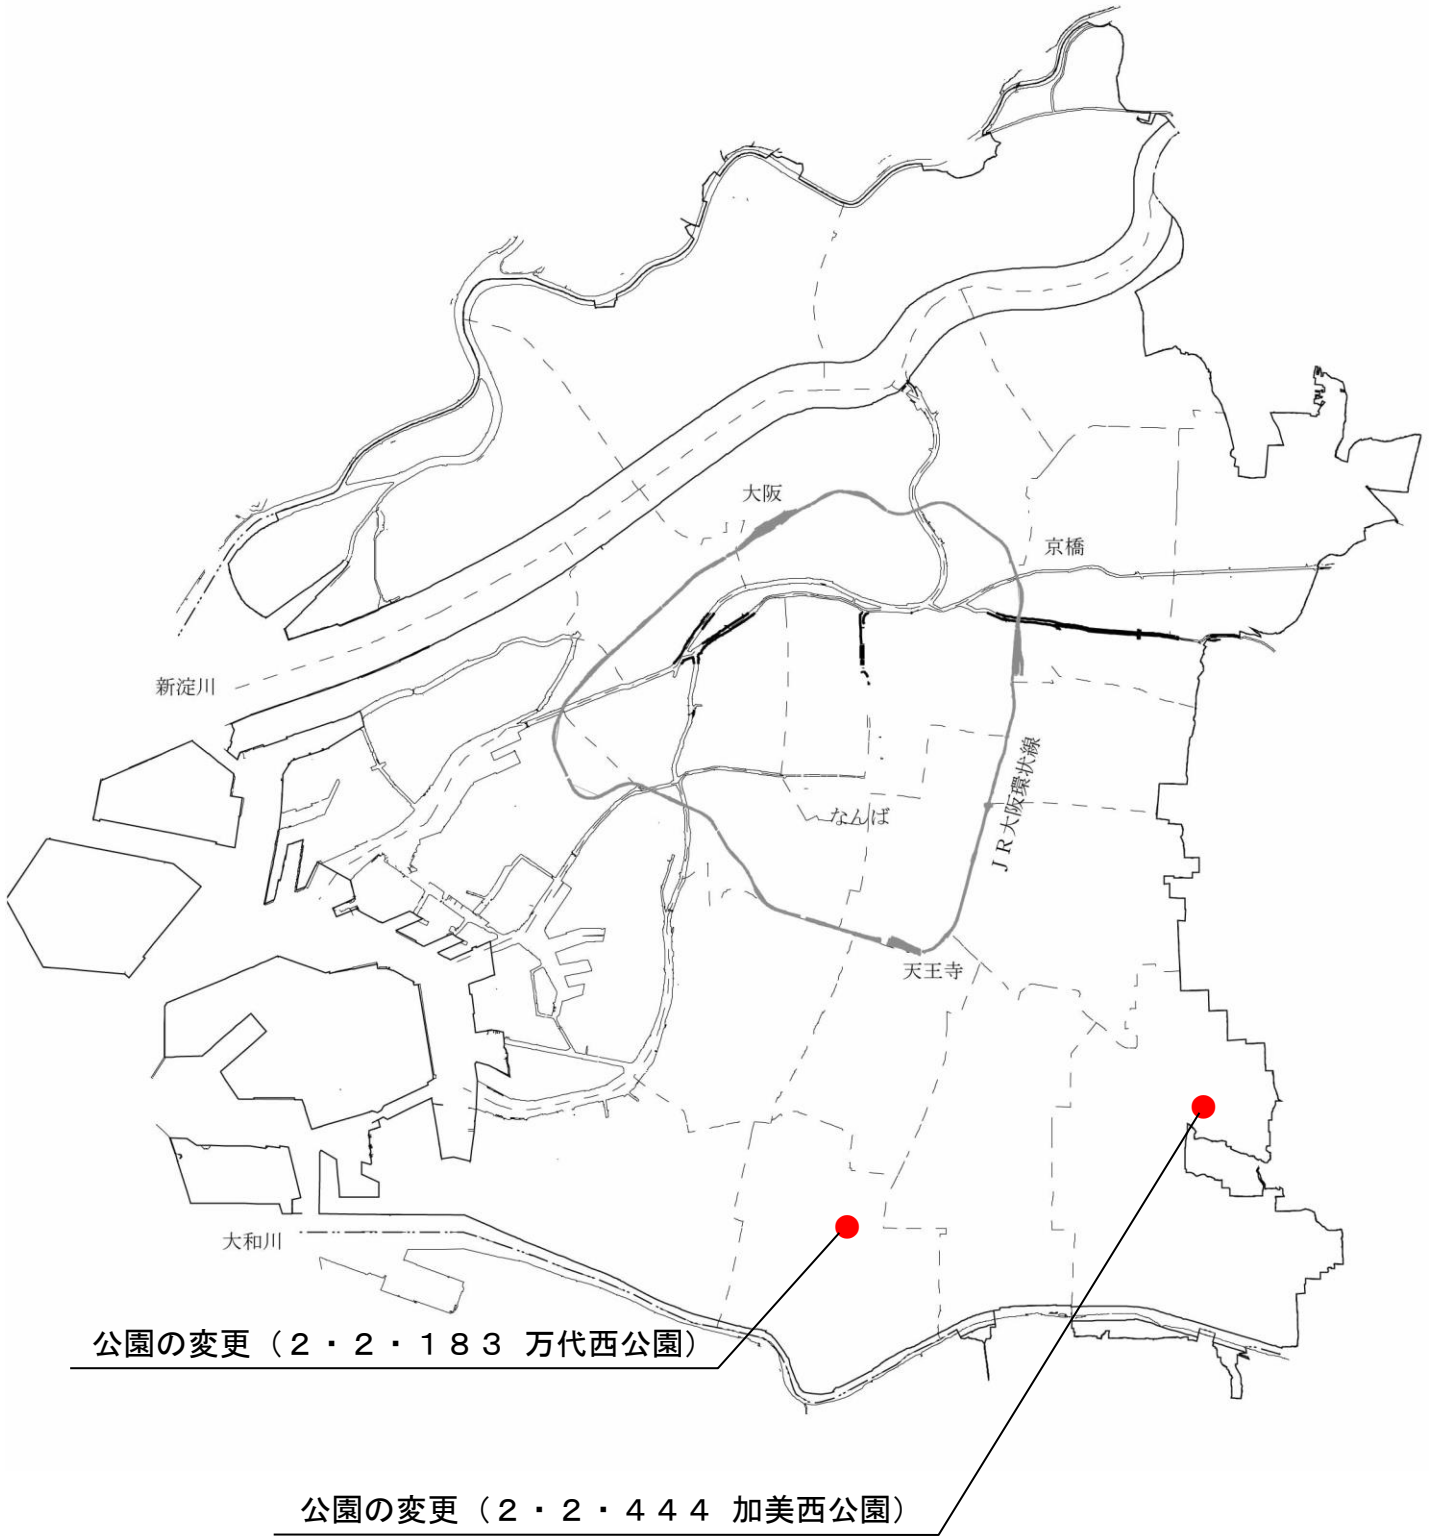 大阪
京橋
新淀川
JR大阪環状線
なんば
天王寺
大和川
公園の変更（２・２・１８３ 万代西公園）
公園の変更（２・２・４４４ 加美西公園）